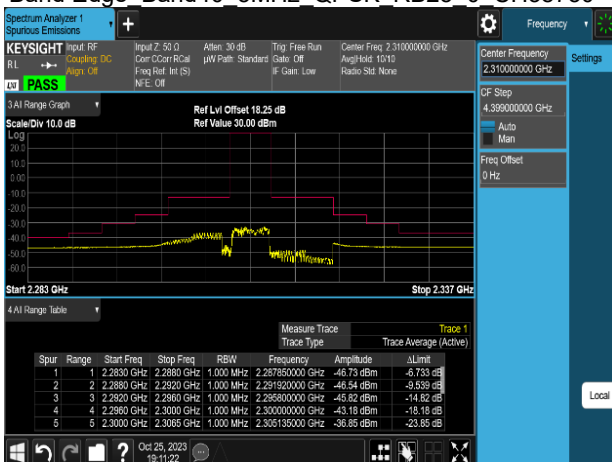 Spectrum Analyzer 1
Spurious Emissions
Frequency
KEYSIGHT
RL
LXI
PASS
Input: RF
Coupling: DC
Align: Off
Input Z: 50 Ω
Corr CCorr RCal
Freq Ref: Int (S)
NFE: Off
Atten: 30 dB
µW Path: Standard
Trig: Free Run
Gate: Off
IF Gain: Low
Center Freq: 2.310000000 GHz
Avg|Hold: 10/10
Radio Std: None
Center Frequency
2.310000000 GHz
Settings
CF Step
4.399000000 GHz
Auto
Man
Freq Offset
0 Hz
Local
3 All Range Graph
Scale/Div 10.0 dB
Ref Lvl Offset 18.25 dB
Ref Value 30.00 dBm
Log
20.0
10.0
0.00
-10.0
-20.0
-30.0
-40.0
-50.0
-60.0
Start 2.283 GHz
Stop 2.337 GHz
4 All Range Table
Measure Trace Trace 1
Trace Type Trace Average (Active)
Spur Range Start Freq Stop Freq RBW Frequency Amplitude ΔLimit
1 1 2.2830 GHz 2.2880 GHz 1.000 MHz 2.287850000 GHz -46.73 dBm -6.733 dB
2 2 2.2880 GHz 2.2920 GHz 1.000 MHz 2.291920000 GHz -46.54 dBm -9.539 dB
3 3 2.2920 GHz 2.2960 GHz 1.000 MHz 2.295800000 GHz -45.82 dBm -14.82 dB
4 4 2.2960 GHz 2.3000 GHz 1.000 MHz 2.300000000 GHz -43.18 dBm -18.18 dB
5 5 2.3000 GHz 2.3065 GHz 1.000 MHz 2.305135000 GHz -36.85 dBm -23.85 dB
Oct 25, 2023
19:11:22